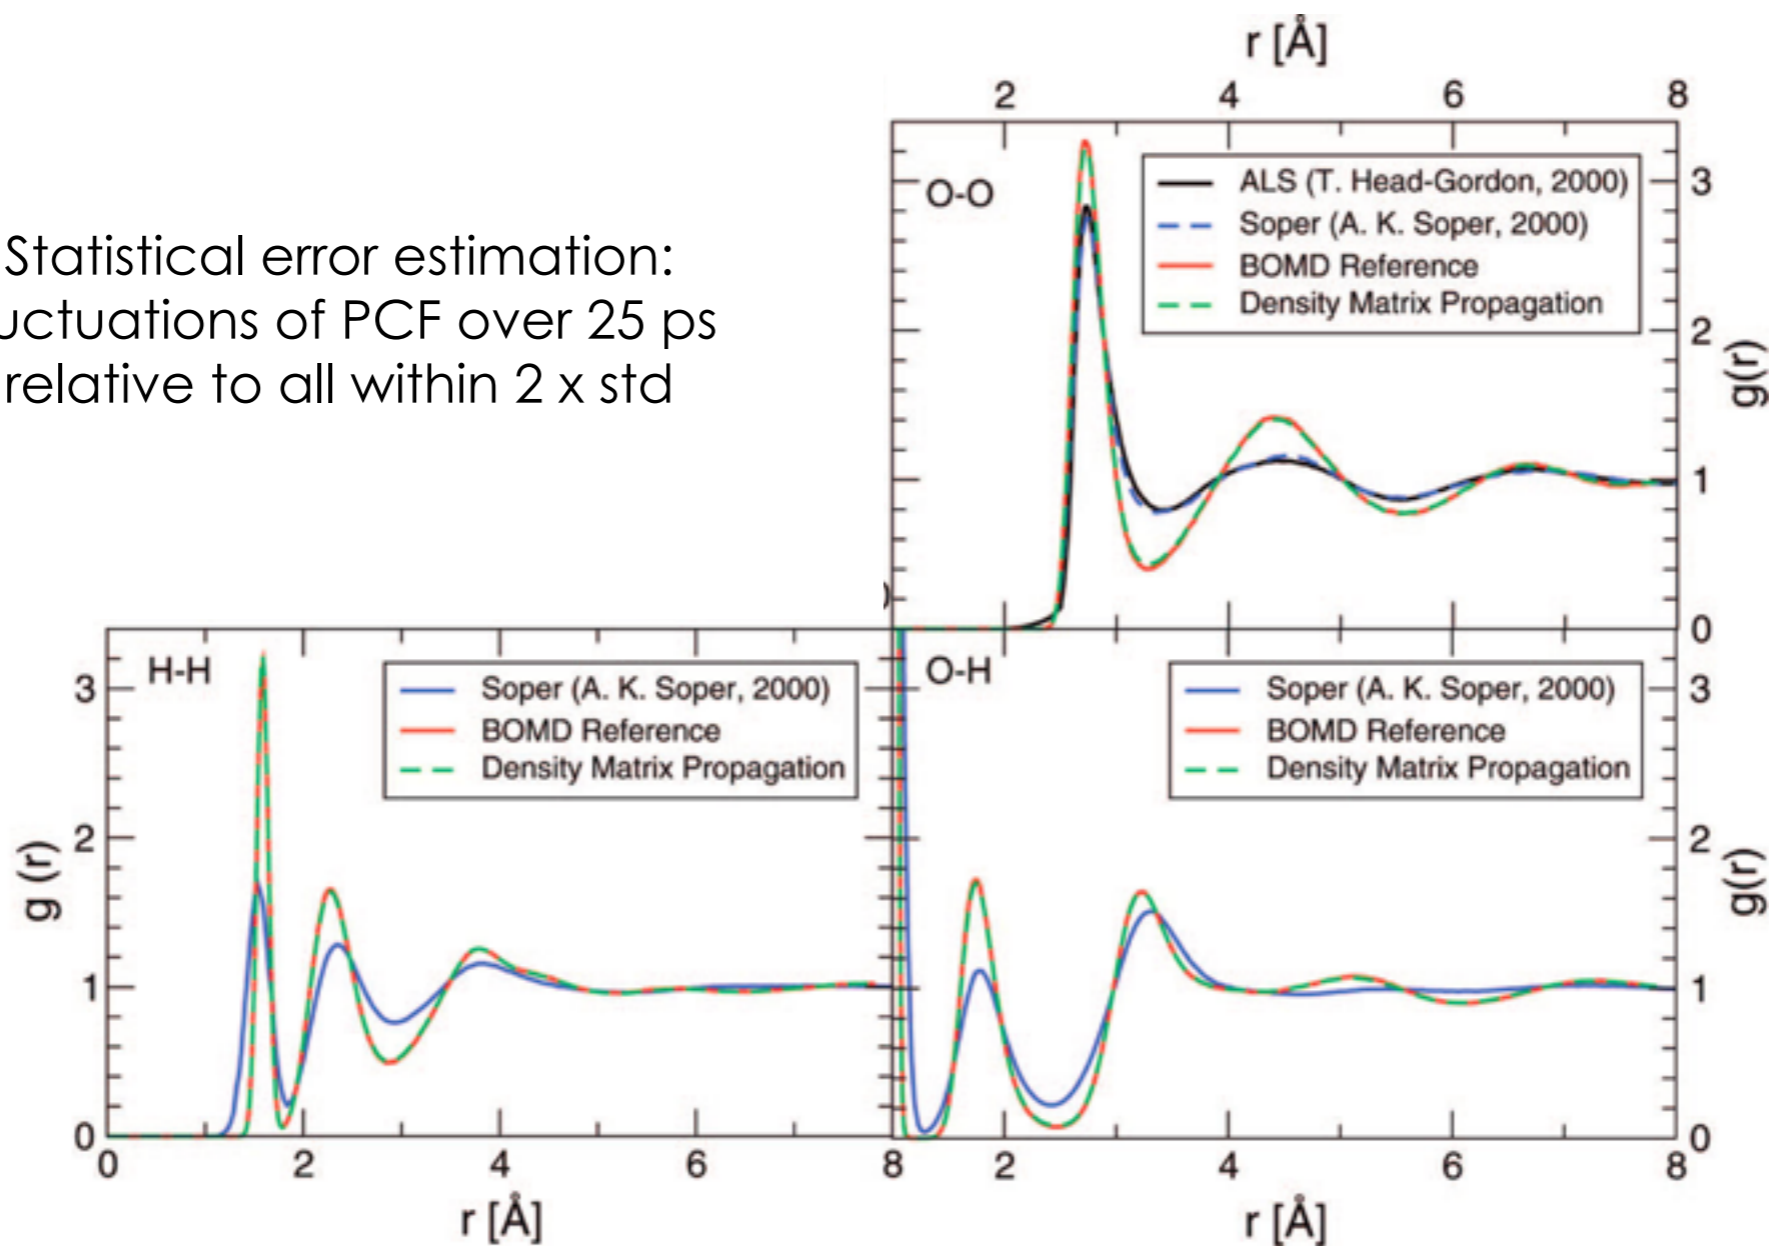 Statistical error estimation:
uctuations of PCF over 25 ps
relative to all within 2 x std
r [Å]
2 4 6 8
O-O
ALS (T. Head-Gordon, 2000)
Soper (A. K. Soper, 2000)
BOMD Reference
Density Matrix Propagation
3
2
1
0
g(r)
H-H
Soper (A. K. Soper, 2000)
BOMD Reference
Density Matrix Propagation
3
2
1
0
g (r)
0 2 4 6 8
r [Å]
O-H
Soper (A. K. Soper, 2000)
BOMD Reference
Density Matrix Propagation
3
2
1
0
g(r)
2 4 6 8
r [Å]